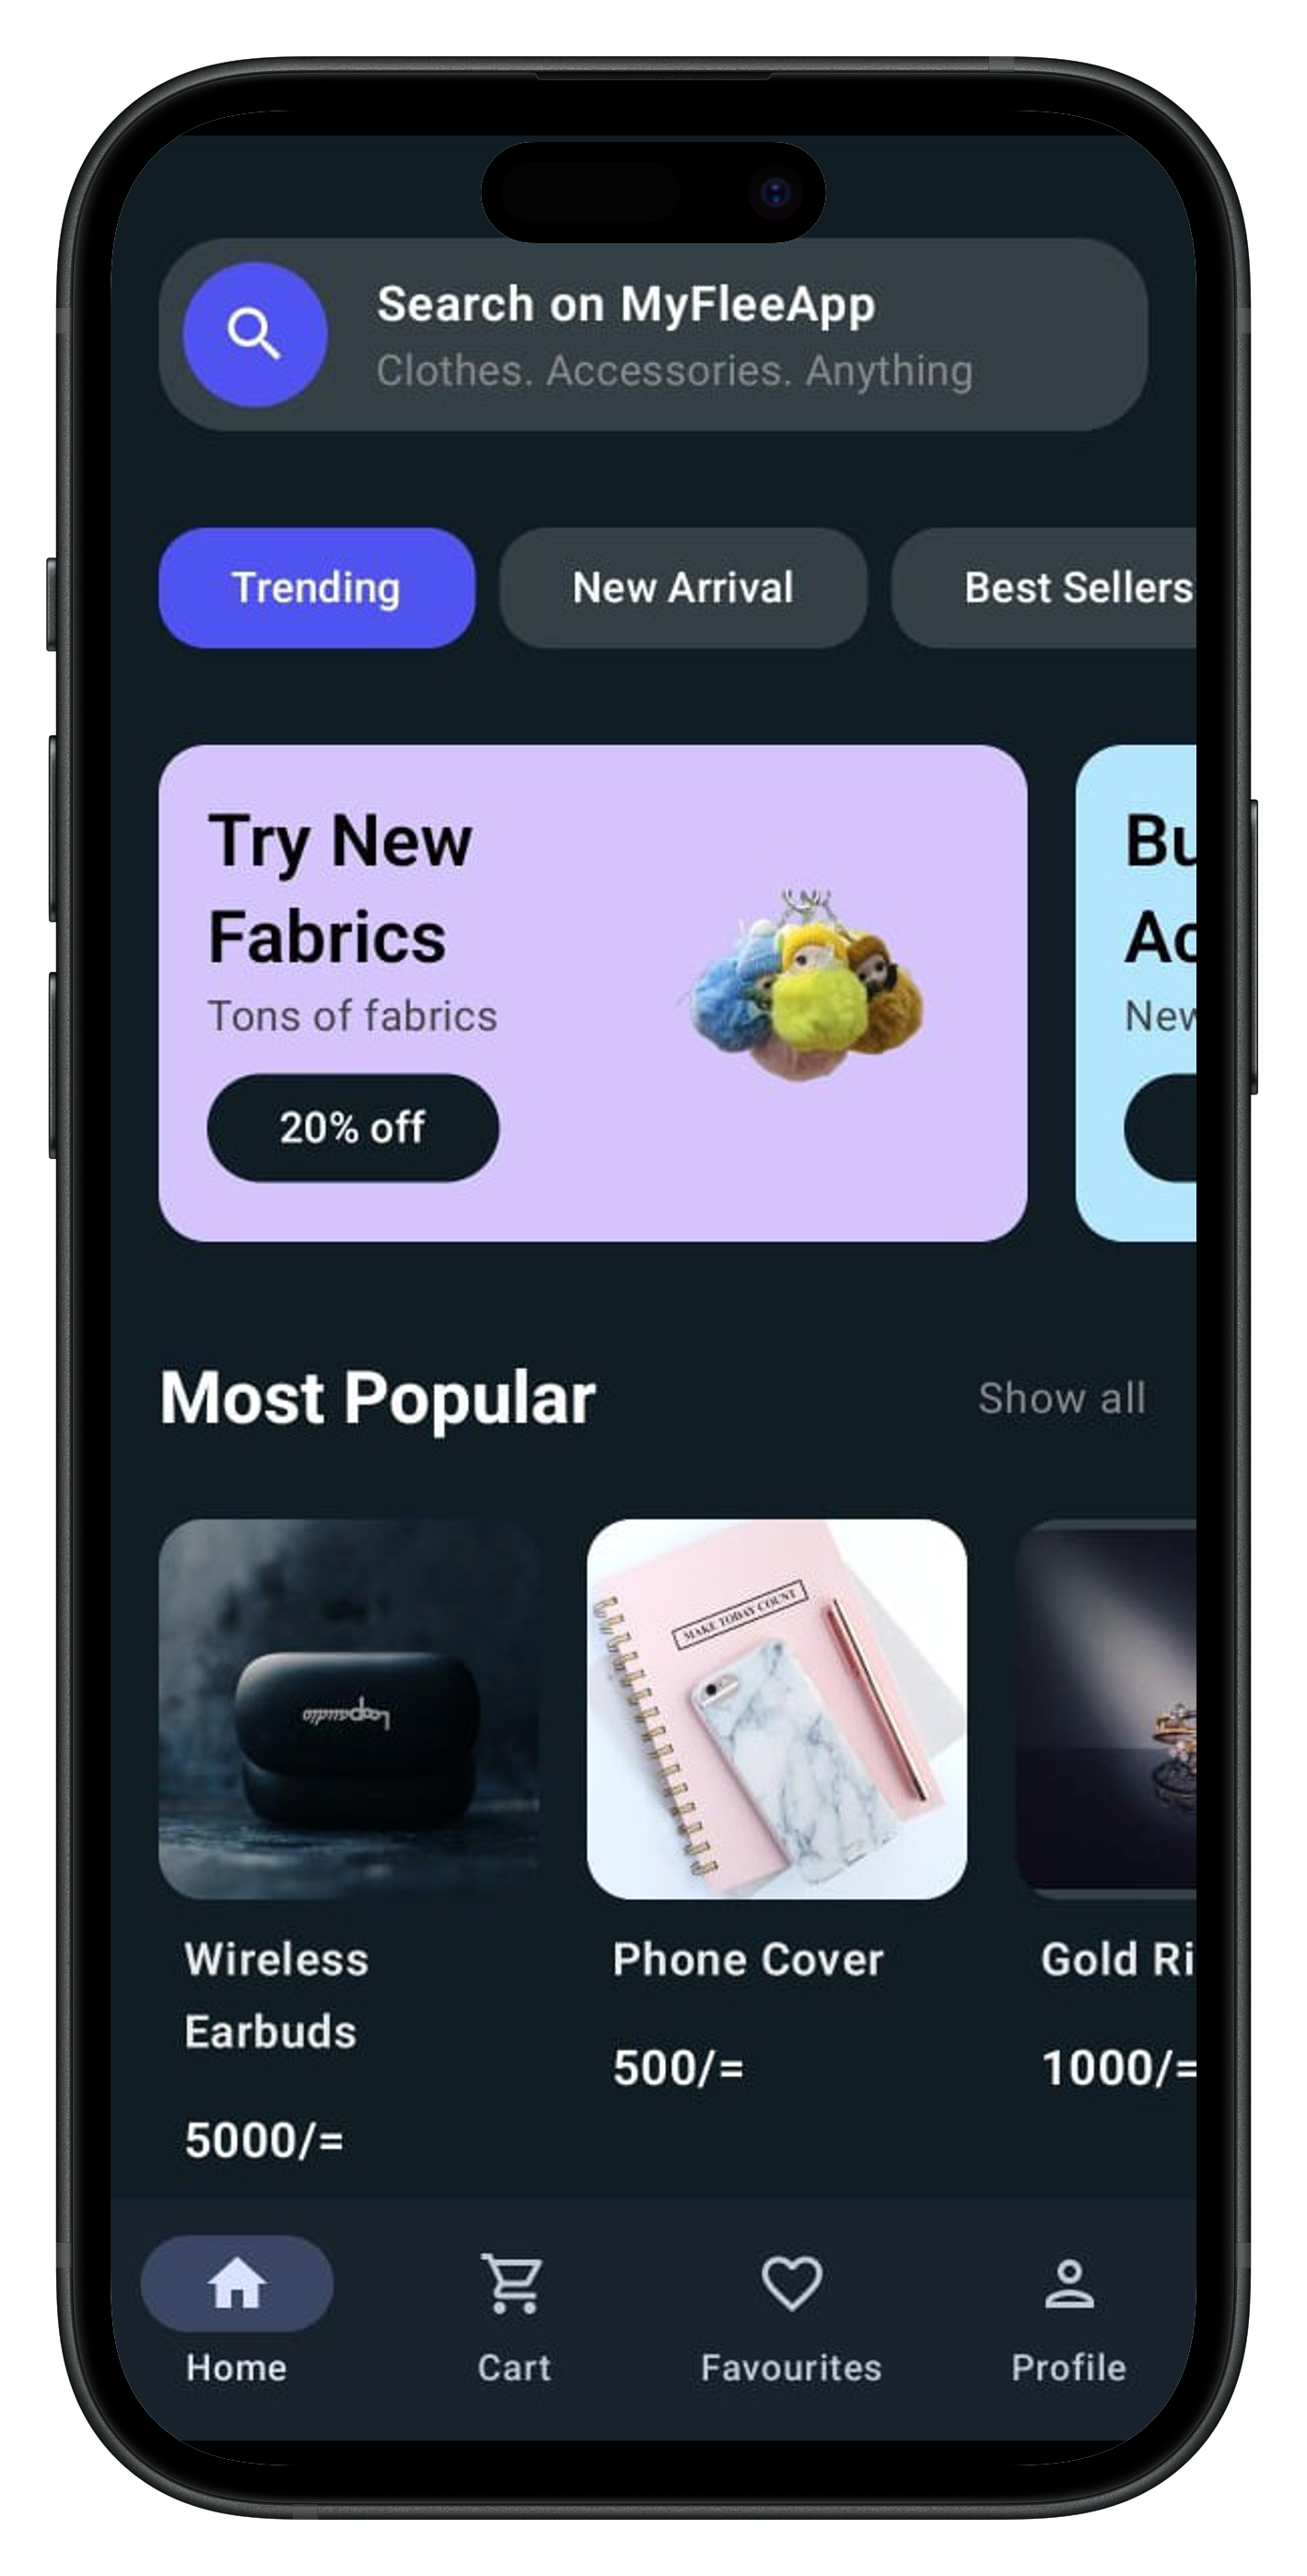 Search on MyFleeApp
Clothes. Accessories. Anything
Trending
New Arrival
Best Sellers
Try New
Fabrics
Tons of fabrics
20% off
Bu
Ac
New
Most Popular
Show all
MAKE TODAY COUNT
Loopaudio
Wireless
Earbuds
5000/=
Phone Cover
500/=
Gold Ri
1000/=
Home
Cart
Favourites
Profile